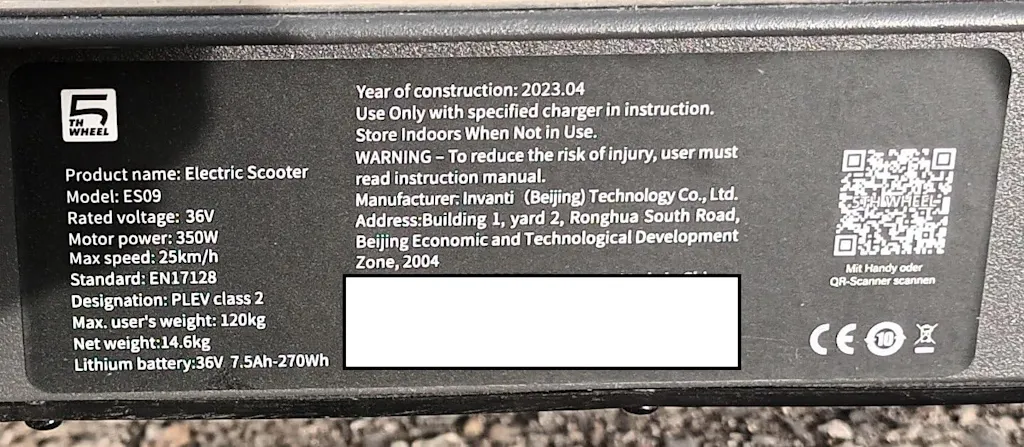 5
TH
WHEEL
Product name: Electric Scooter
Model: ES09
Rated voltage: 36V
Motor power: 350W
Max speed: 25km/h
Standard: EN17128
Designation: PLEV class 2
Max. user's weight: 120kg
Net weight:14.6kg
Lithium battery:36V 7.5Ah-270Wh
Year of construction: 2023.04
Use Only with specified charger in instruction.
Store Indoors When Not in Use.
WARNING – To reduce the risk of injury, user must
read instruction manual.
Manufacturer: Invanti (Beijing) Technology Co., Ltd.
Address:Building 1, yard 2, Ronghua South Road,
Beijing Economic and Technological Development
Zone, 2004
5TH WHEEL
Mit Handy oder
QR-Scanner scannen
CE
10